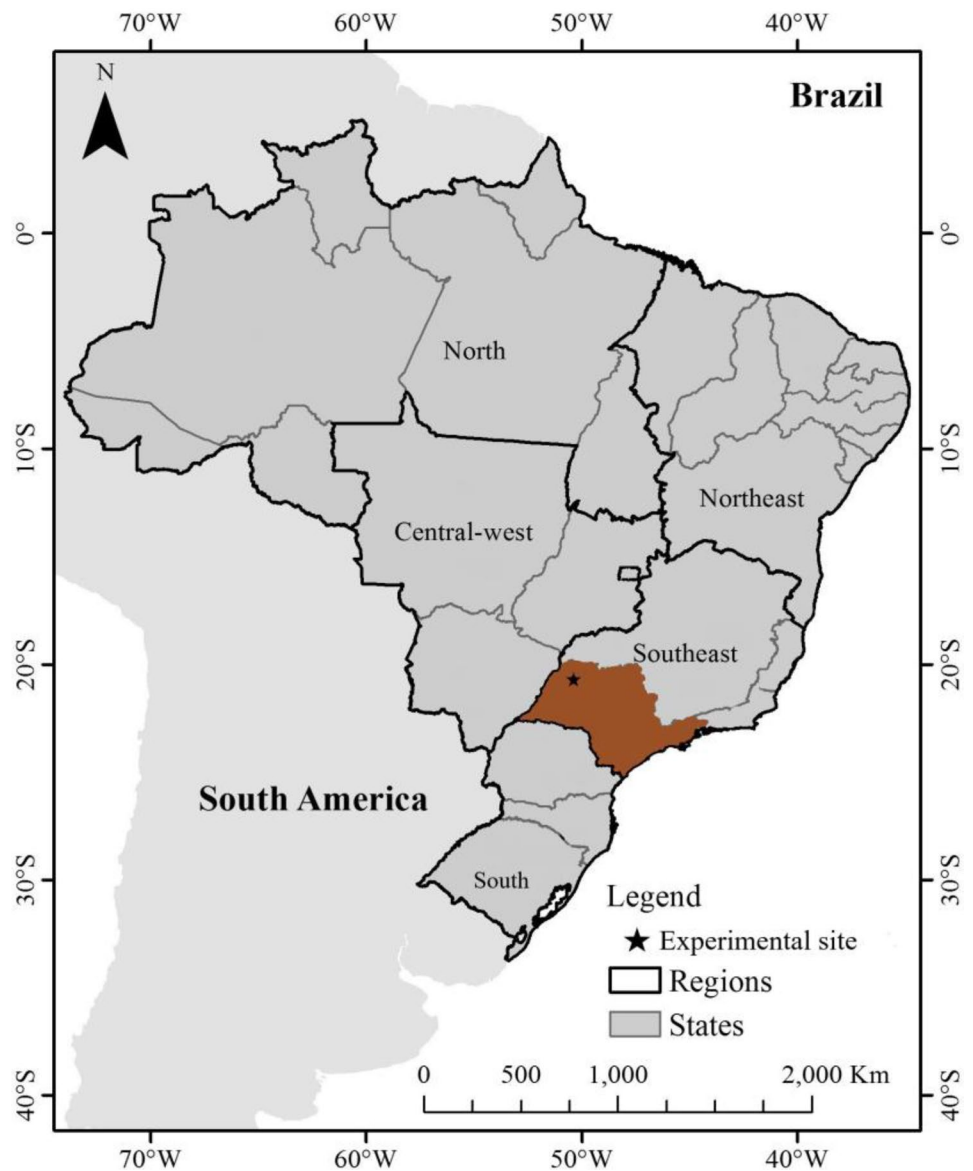 70°W 60°W 50°W 40°W
N
Brazil
0° 0°
North
10°S 10°S
Northeast
Central-west
Southeast
20°S 20°S
South America
South
30°S 30°S
Legend
Experimental site
Regions
States
0 500 1,000 2,000 Km
40°S 40°S
70°W 60°W 50°W 40°W